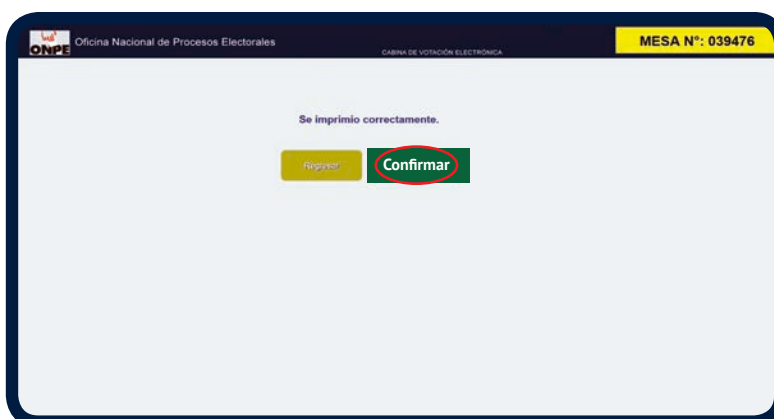 ONPE Oficina Nacional de Procesos Electorales
CABINA DE VOTACIÓN ELECTRÓNICA
MESA N°: 039476
Se imprimio correctamente.
Regresar Confirmar